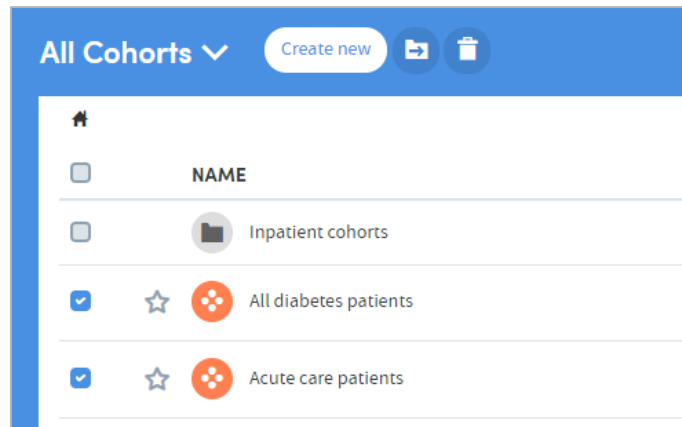 All Cohorts Create new
NAME
Inpatient cohorts
All diabetes patients
Acute care patients